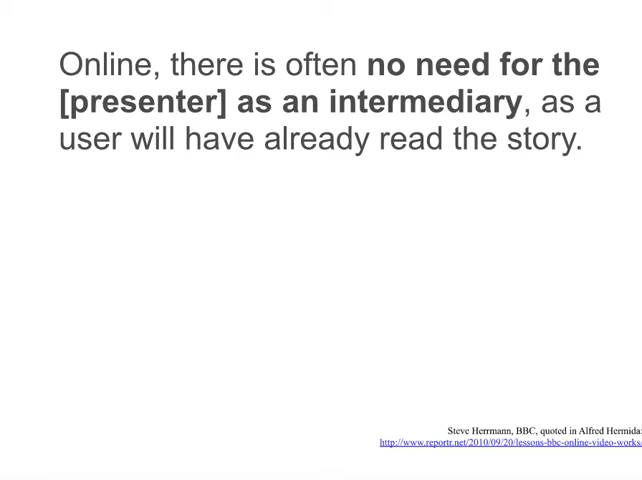 Online, there is often no need for the
[presenter] as an intermediary, as a
user will have already read the story.
Steve Herrmann, BBC, quoted in Alfred Hermida:
http://www.reportr.net/2010/09/20/lessons-bbc-online-video-works/